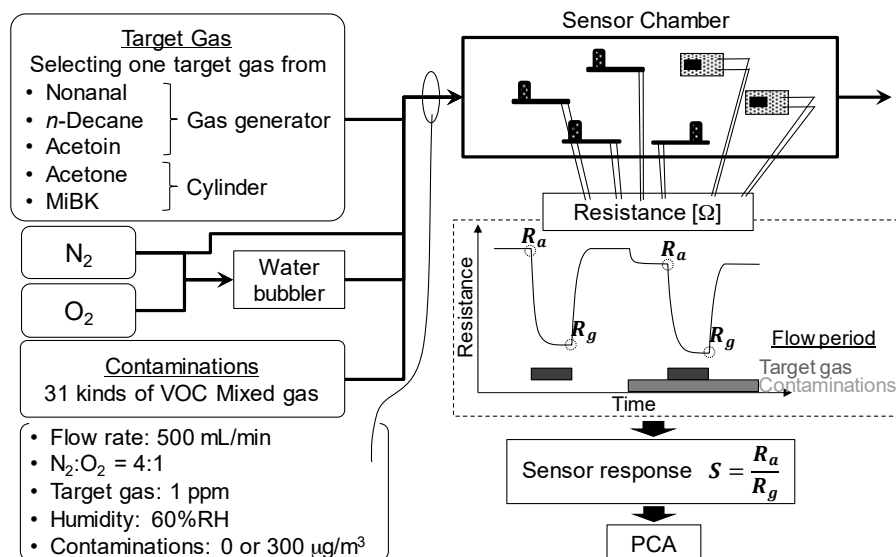 Target Gas
Selecting one target gas from
• Nonanal
• n-Decane
• Acetoin
Gas generator
• Acetone
• MiBK
Cylinder
N₂
O₂
Water
bubbler
Contaminations
31 kinds of VOC Mixed gas
• Flow rate: 500 mL/min
• N₂:O₂ = 4:1
• Target gas: 1 ppm
• Humidity: 60%RH
• Contaminations: 0 or 300 μg/m³
Sensor Chamber
Resistance [Ω]
Resistance
Rₐ
R_g
Rₐ
R_g
Flow period
Target gas
Contaminations
Time
Sensor response S = Rₐ/R_g
PCA